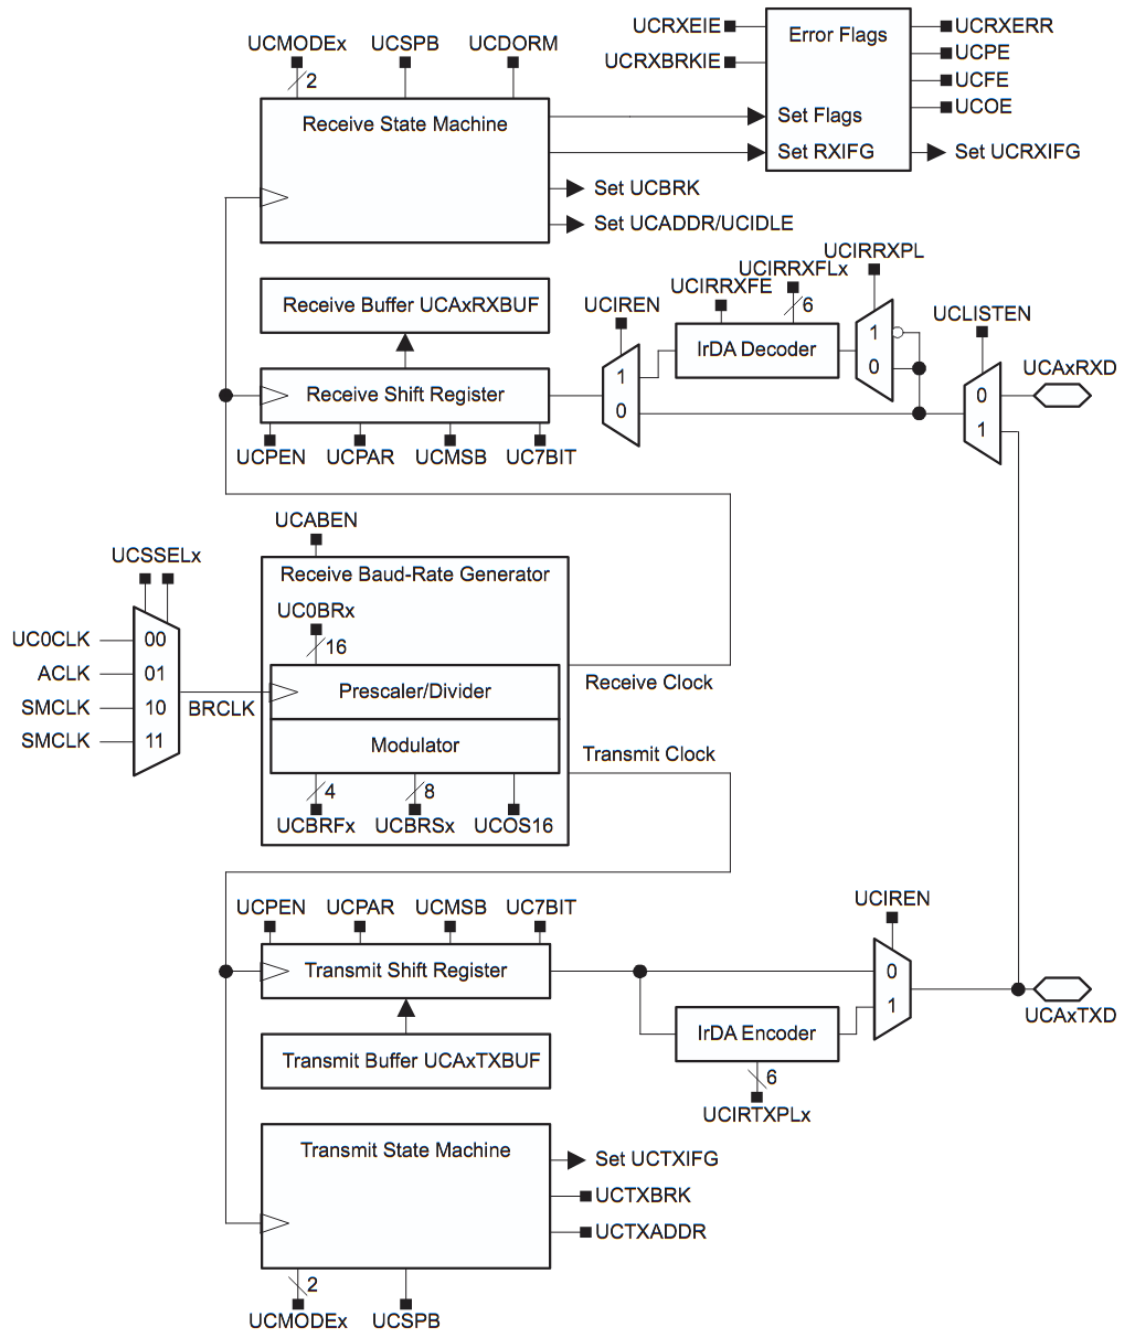 UCRXEIE
Error Flags
UCRXERR
UCMODEx
UCSPB
UCDORM
UCRXBRKIE
UCPE
UCFE
UCOE
2
Receive State Machine
Set Flags
Set RXIFG
Set UCRXIFG
Set UCBRK
Set UCADDR/UCIDLE
UCIRRXPL
UCIRRXFLx
UCIRRXFE
6
UCIREN
UCLISTEN
Receive Buffer UCAxRXBUF
IrDA Decoder
1
0
1
0
0
1
UCAxRXD
Receive Shift Register
UCPEN
UCPAR
UCMSB
UC7BIT
UCABEN
UCSSELx
Receive Baud-Rate Generator
UC0BRx
16
UC0CLK
00
ACLK
01
SMCLK
10
SMCLK
11
BRCLK
Prescaler/Divider
Receive Clock
Modulator
Transmit Clock
4
8
UCBRFx
UCBRSx
UCOS16
UCPEN
UCPAR
UCMSB
UC7BIT
UCIREN
Transmit Shift Register
0
1
UCAxTXD
IrDA Encoder
6
UCIRTXPLx
Transmit Buffer UCAxTXBUF
Transmit State Machine
Set UCTXIFG
UCTXBRK
UCTXADDR
2
UCMODEx
UCSPB